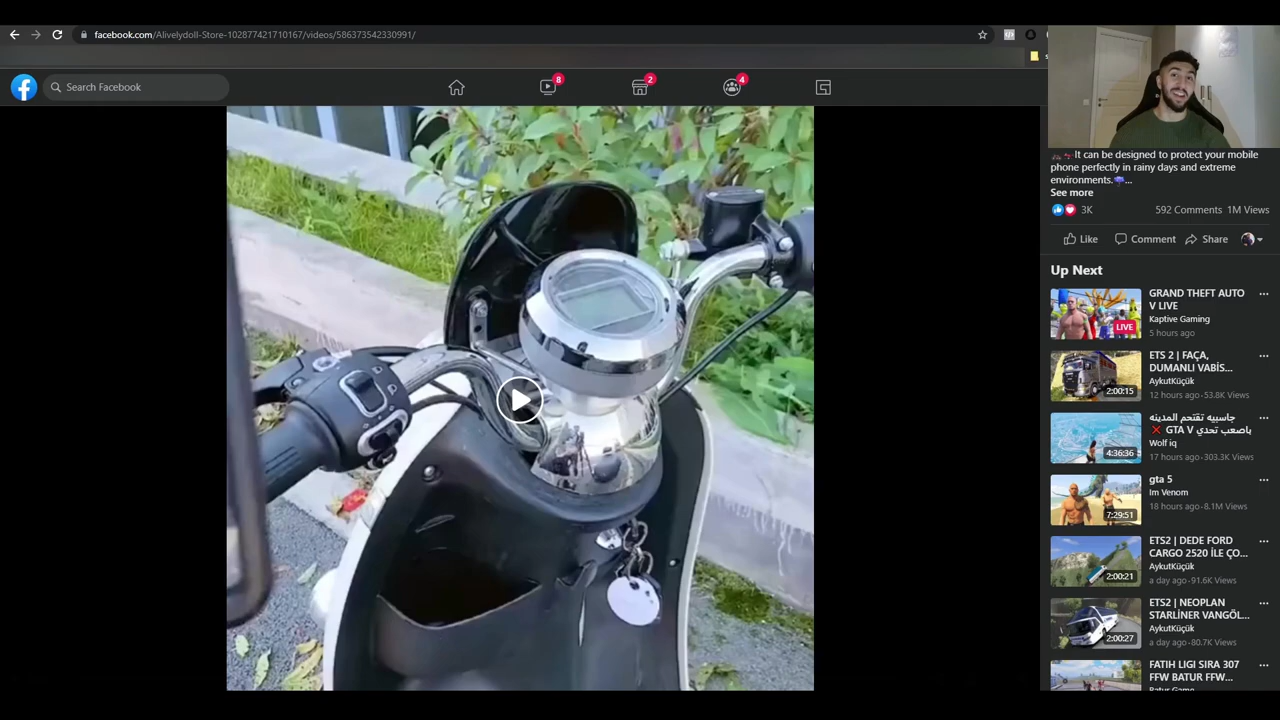 facebook.com/Alivelydoll-Store-102877421710167/videos/586373542330991/
Search Facebook
8
2
4
It can be designed to protect your mobile
phone perfectly in rainy days and extreme
environments. ...
See more
3K 592 Comments 1M Views
Like Comment Share
Up Next
GRAND THEFT AUTO
V LIVE
Kaptive Gaming
5 hours ago
LIVE
ETS 2 | FAÇA,
DUMANLI VABİS...
AykutKüçük
12 hours ago · 53.8K Views
2:00:15
جاسبيه تقتحم المدينه
باصعب تحدي GTA V ❌
Wolf iq
17 hours ago · 303.3K Views
4:36:36
gta 5
Im Venom
18 hours ago · 8.1M Views
7:29:51
ETS2 | DEDE FORD
CARGO 2520 İLE ÇO...
AykutKüçük
a day ago · 91.6K Views
2:00:21
ETS2 | NEOPLAN
STARLİNER VANGÖL...
AykutKüçük
a day ago · 80.7K Views
2:00:27
FATIH LIGI SIRA 307
FFW BATUR FFW...
Batur Game